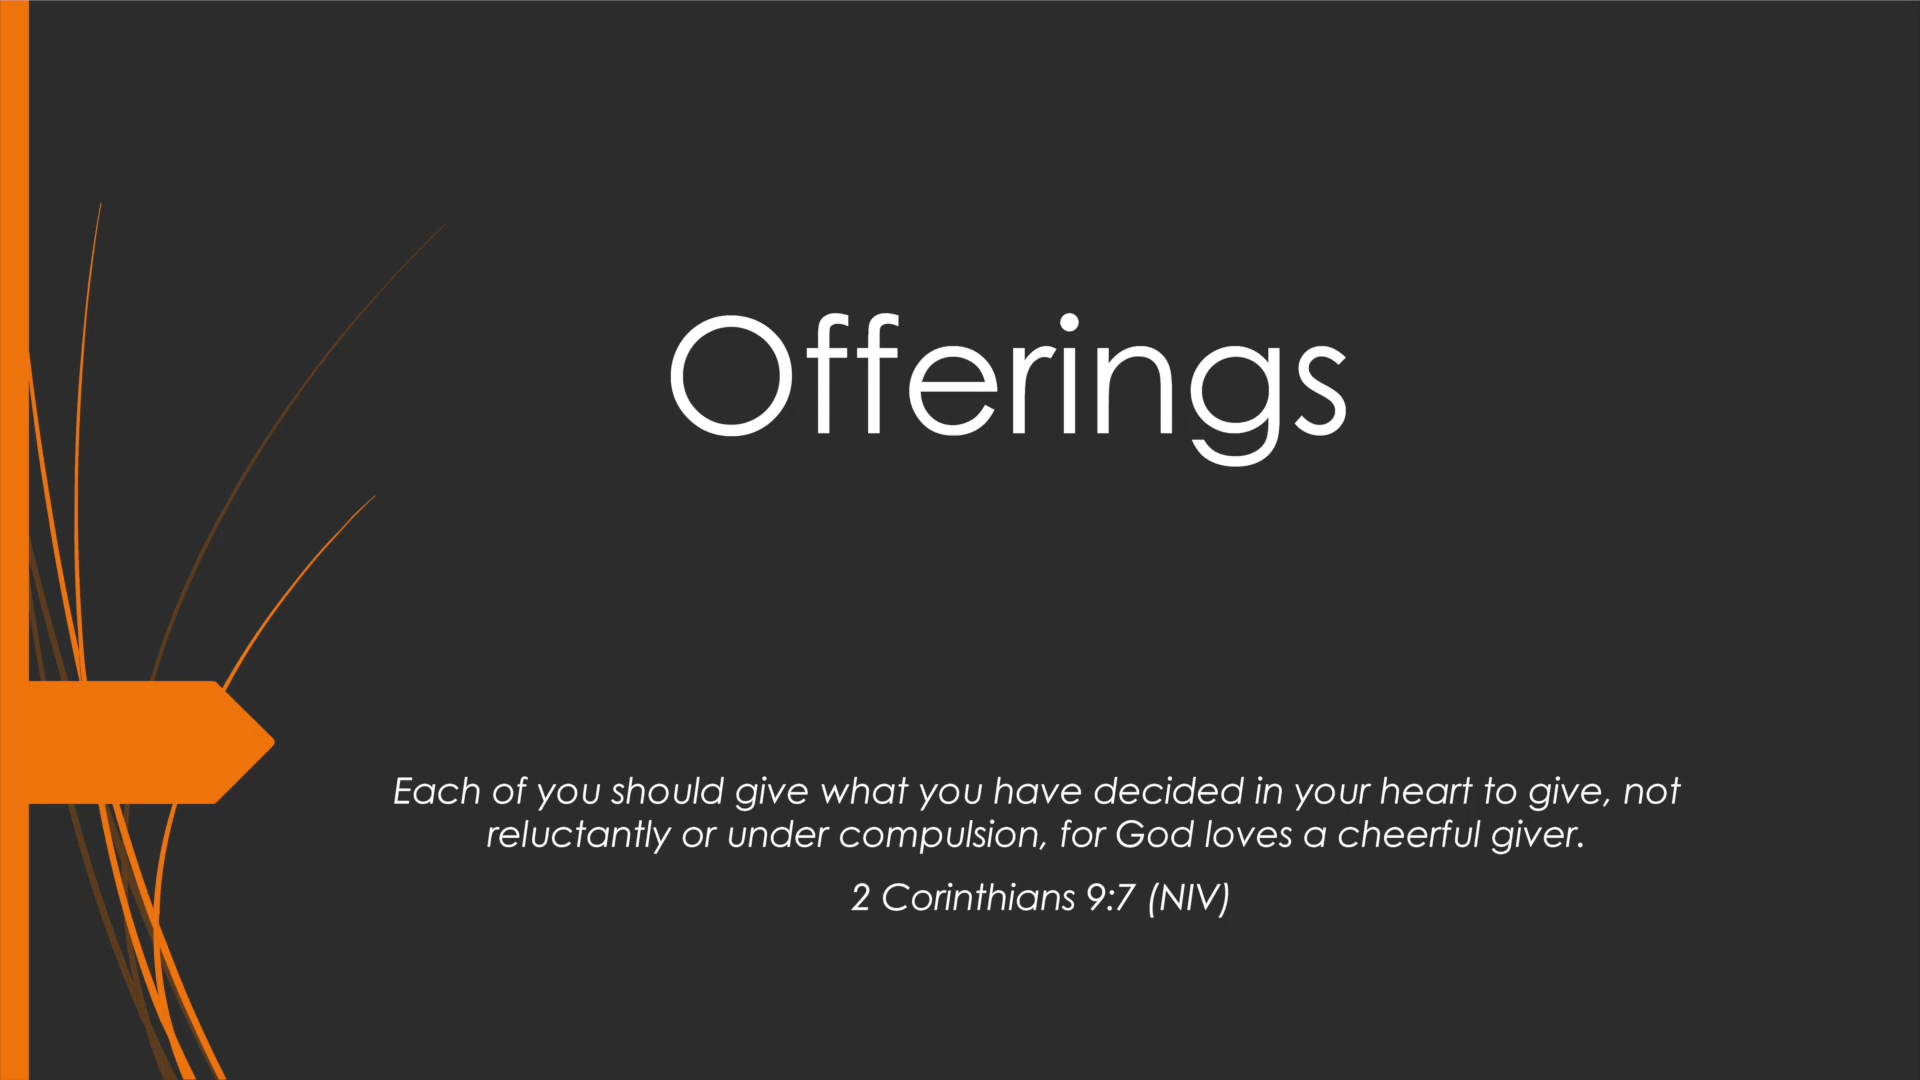 Offerings
Each of you should give what you have decided in your heart to give, not
reluctantly or under compulsion, for God loves a cheerful giver.
2 Corinthians 9:7 (NIV)